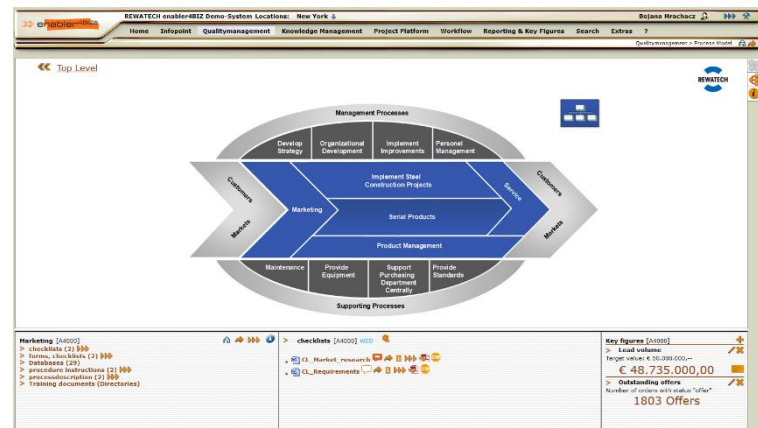 enabler4BIZ
REWATECH enabler4BIZ Demo-System Locations: New York
Bojana Hrachacz
Home Infopoint Qualitymanagement Knowledge Management Project Platform Workflow Reporting & Key Figures Search Extras ?
Qualitymanagement > Process Model
Top Level
REWATECH
Management Processes
Develop Strategy
Organizational Development
Implement Improvements
Personal Management
Customers
Markets
Marketing
Implement Steel
Construction Projects
Serial Products
Product Management
Service
Customers
Markets
Maintenance
Provide Equipment
Support Purchasing Department Centrally
Provide Standards
Supporting Processes
Marketing [A4000]
> checklists (2)
> forms, checklists (2)
> Databases (29)
> procedure instructions (2)
> processdescription (2)
> Training documents (Directories)
> checklists [A4000] WEB
CL_Market_research
CL_Requirements
Key figures [A4000]
> Lead volume
Target value: € 50.000.000,--
€ 48.735.000,00
> Outstanding offers
Number of orders with status "offer"
1803 Offers